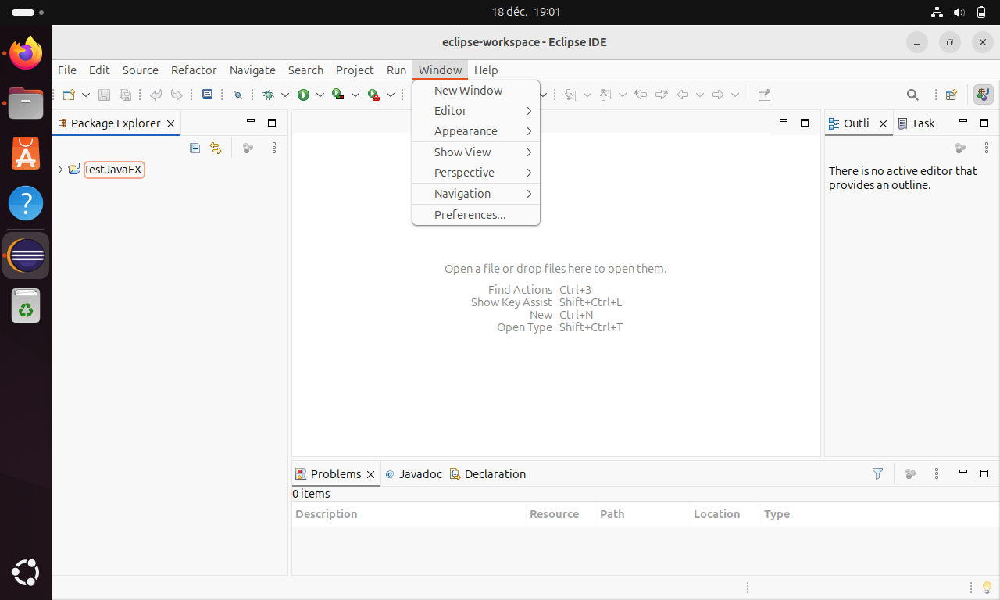 18 déc. 19:01
eclipse-workspace - Eclipse IDE
File Edit Source Refactor Navigate Search Project Run Window Help
New Window
Editor
Appearance
Show View
Perspective
Navigation
Preferences...
Package Explorer
TestJavaFX
Open a file or drop files here to open them.
Find Actions Ctrl+3
Show Key Assist Shift+Ctrl+L
New Ctrl+N
Open Type Shift+Ctrl+T
Outli Task
There is no active editor that
provides an outline.
Problems @ Javadoc Declaration
0 items
Description Resource Path Location Type